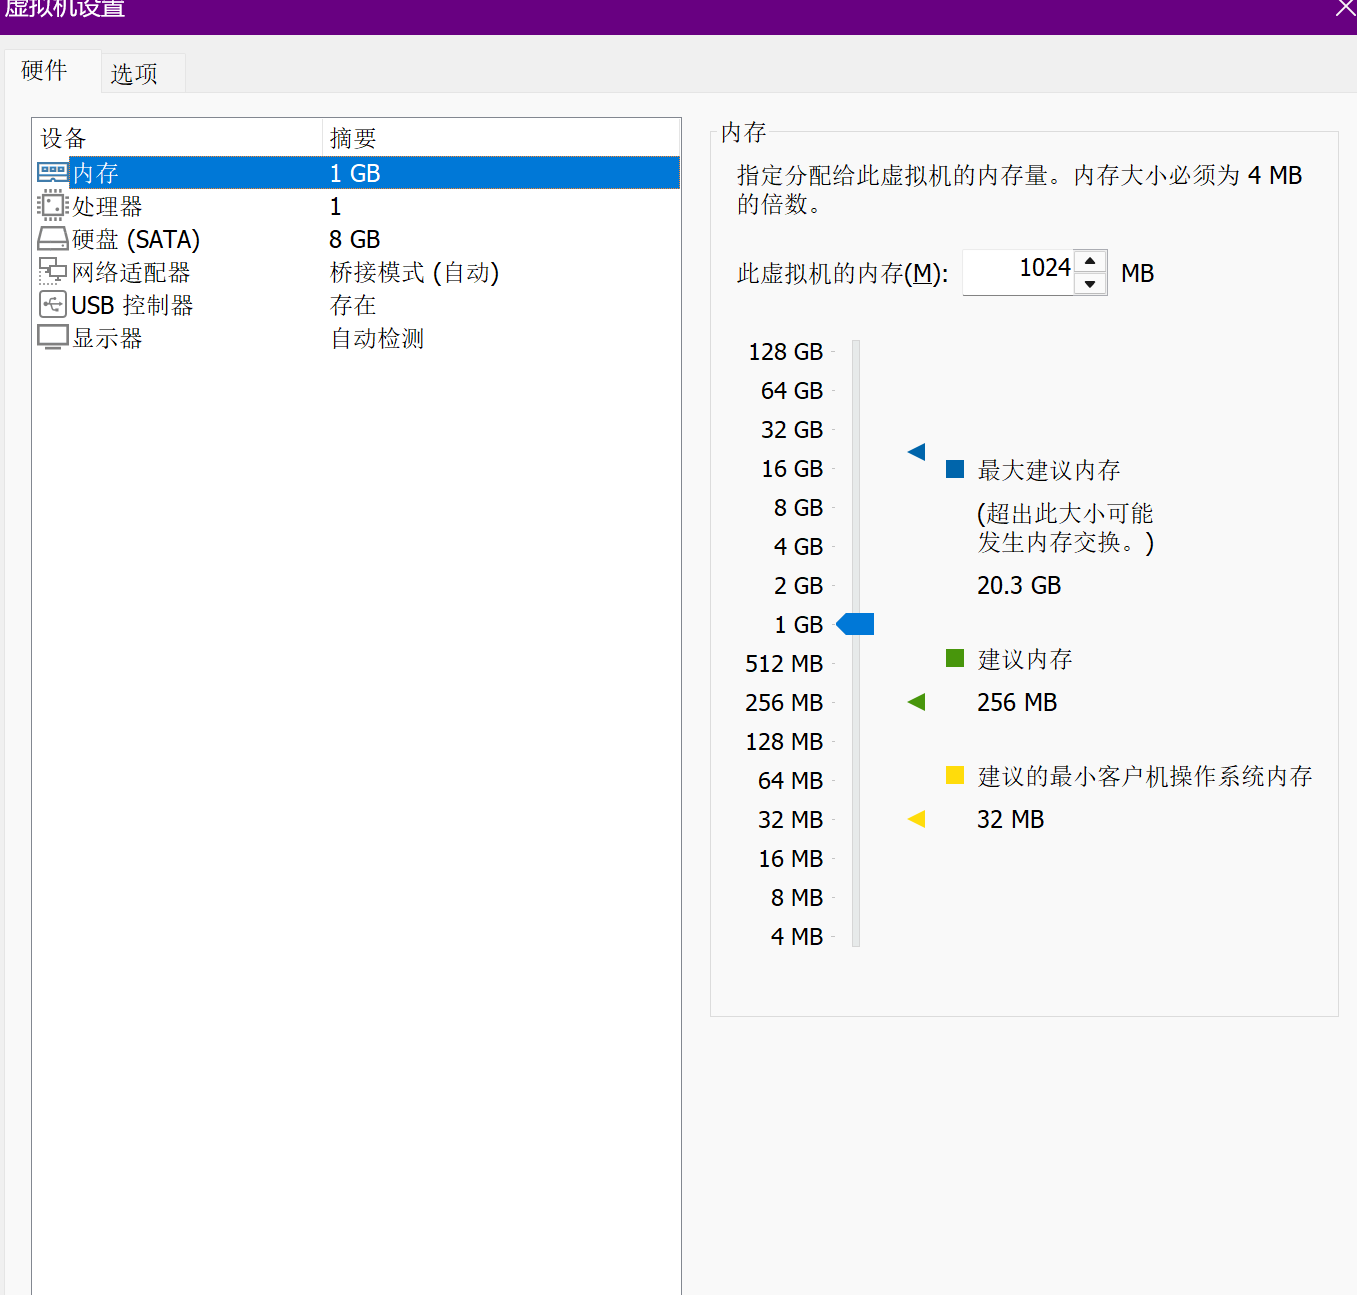 虚拟机设置
硬件
选项
设备 摘要
内存 1 GB
处理器 1
硬盘 (SATA) 8 GB
网络适配器 桥接模式 (自动)
USB 控制器 存在
显示器 自动检测
内存
指定分配给此虚拟机的内存量。内存大小必须为 4 MB
的倍数。
此虚拟机的内存(M): 1024 MB
128 GB
64 GB
32 GB
16 GB
8 GB
4 GB
2 GB
1 GB
512 MB
256 MB
128 MB
64 MB
32 MB
16 MB
8 MB
4 MB
最大建议内存
(超出此大小可能
发生内存交换。)
20.3 GB
建议内存
256 MB
建议的最小客户机操作系统内存
32 MB